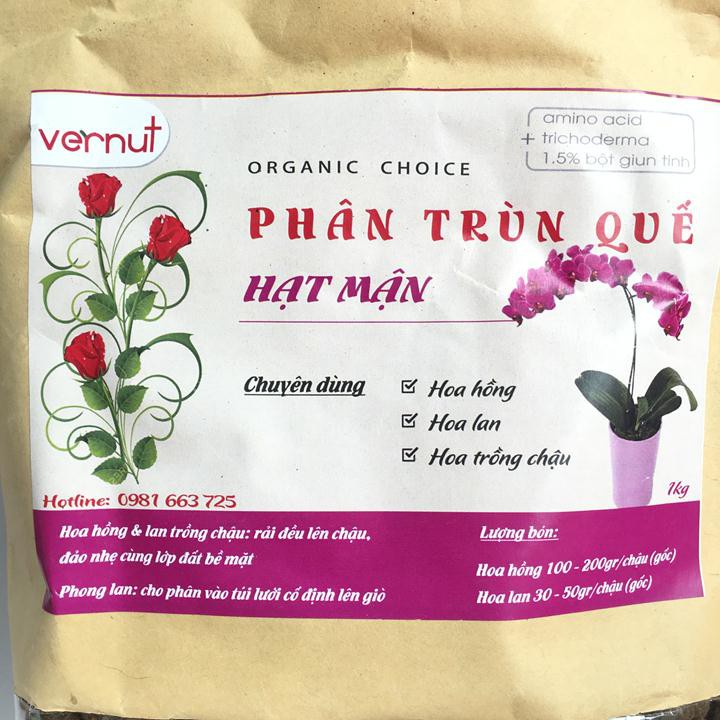 vernut
amino acid
+ trichoderma
1.5% bột giun tinh
ORGANIC CHOICE
PHÂN TRÙN QUẾ
HẠT MẬN
Chuyên dùng
Hoa hồng
Hoa lan
Hoa trồng chậu
Hotline: 0981 663 725
1kg
Hoa hồng & lan trồng chậu: rải đều lên chậu,
đảo nhẹ cùng lớp đất bề mặt
Phong lan: cho phân vào túi lưới cố định lên giò
Lượng bón:
Hoa hồng 100 - 200gr/chậu (gốc)
Hoa lan 30 - 50gr/chậu (gốc)